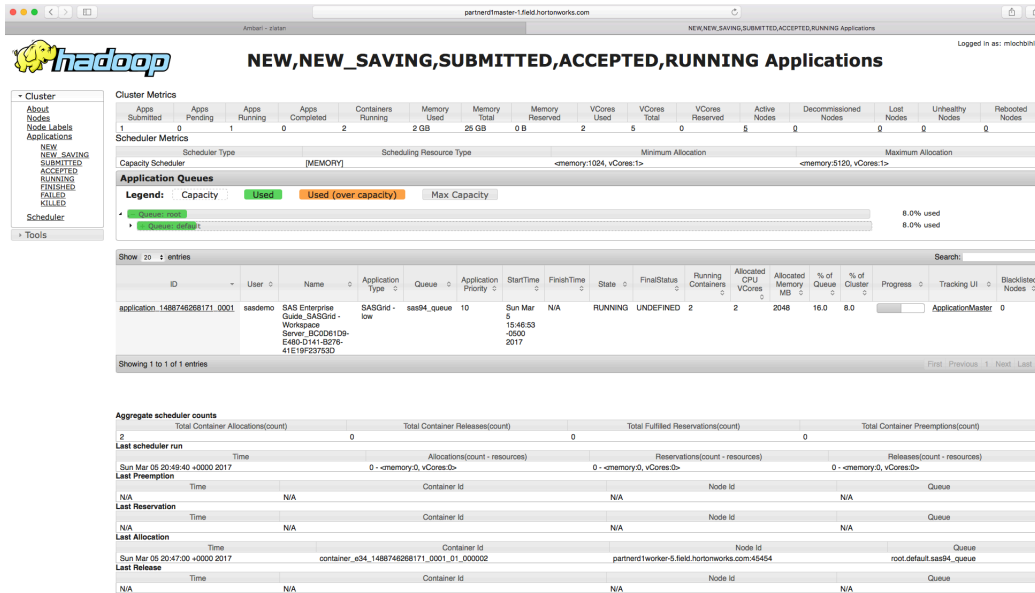 partnerd1master-1.field.hortonworks.com
Ambari - zlatan
NEW,NEW_SAVING,SUBMITTED,ACCEPTED,RUNNING Applications
hadoop
NEW,NEW_SAVING,SUBMITTED,ACCEPTED,RUNNING Applications
Logged in as: mlochbihl
Cluster
About
Nodes
Node Labels
Applications
NEW
NEW_SAVING
SUBMITTED
ACCEPTED
RUNNING
FINISHED
FAILED
KILLED
Scheduler
Tools
Cluster Metrics
Apps Submitted Apps Pending Apps Running Apps Completed Containers Running Memory Used Memory Total Memory Reserved VCores Used VCores Total VCores Reserved Active Nodes Decommissioned Nodes Lost Nodes Unhealthy Nodes Rebooted Nodes
1 0 1 0 2 2 GB 25 GB 0 B 2 5 0 5 0 0 0 0
Scheduler Metrics
Scheduler Type Scheduling Resource Type Minimum Allocation Maximum Allocation
Capacity Scheduler [MEMORY] <memory:1024, vCores:1> <memory:5120, vCores:1>
Application Queues
Legend: Capacity Used Used (over capacity) Max Capacity
Queue: root 8.0% used
Queue: default 8.0% used
Show 20 entries Search:
ID User Name Application Type Queue Application Priority StartTime FinishTime State FinalStatus Running Containers Allocated CPU VCores Allocated Memory MB % of Queue % of Cluster Progress Tracking UI Blacklisted Nodes
application_1488746268171_0001 sasdemo SAS Enterprise SASGrid - sas94_queue 10 Sun Mar N/A RUNNING UNDEFINED 2 2 2048 16.0 8.0 ApplicationMaster 0
Guide_SASGrid - low 5
Workspace 15:46:53
Server_BC0D61D9- -0500
E480-D141-B276- 2017
41E19F23753D
Showing 1 to 1 of 1 entries First Previous 1 Next Last
Aggregate scheduler counts
Total Container Allocations(count) Total Container Releases(count) Total Fulfilled Reservations(count) Total Container Preemptions(count)
2 0 0 0
Last scheduler run
Time Allocations(count - resources) Reservations(count - resources) Releases(count - resources)
Sun Mar 05 20:49:40 +0000 2017 0 - <memory:0, vCores:0> 0 - <memory:0, vCores:0> 0 - <memory:0, vCores:0>
Last Preemption
Time Container Id Node Id Queue
N/A N/A N/A N/A
Last Reservation
Time Container Id Node Id Queue
N/A N/A N/A N/A
Last Allocation
Time Container Id Node Id Queue
Sun Mar 05 20:47:00 +0000 2017 container_e34_1488746268171_0001_01_000002 partnerd1worker-5.field.hortonworks.com:45454 root.default.sas94_queue
Last Release
Time Container Id Node Id Queue
N/A N/A N/A N/A